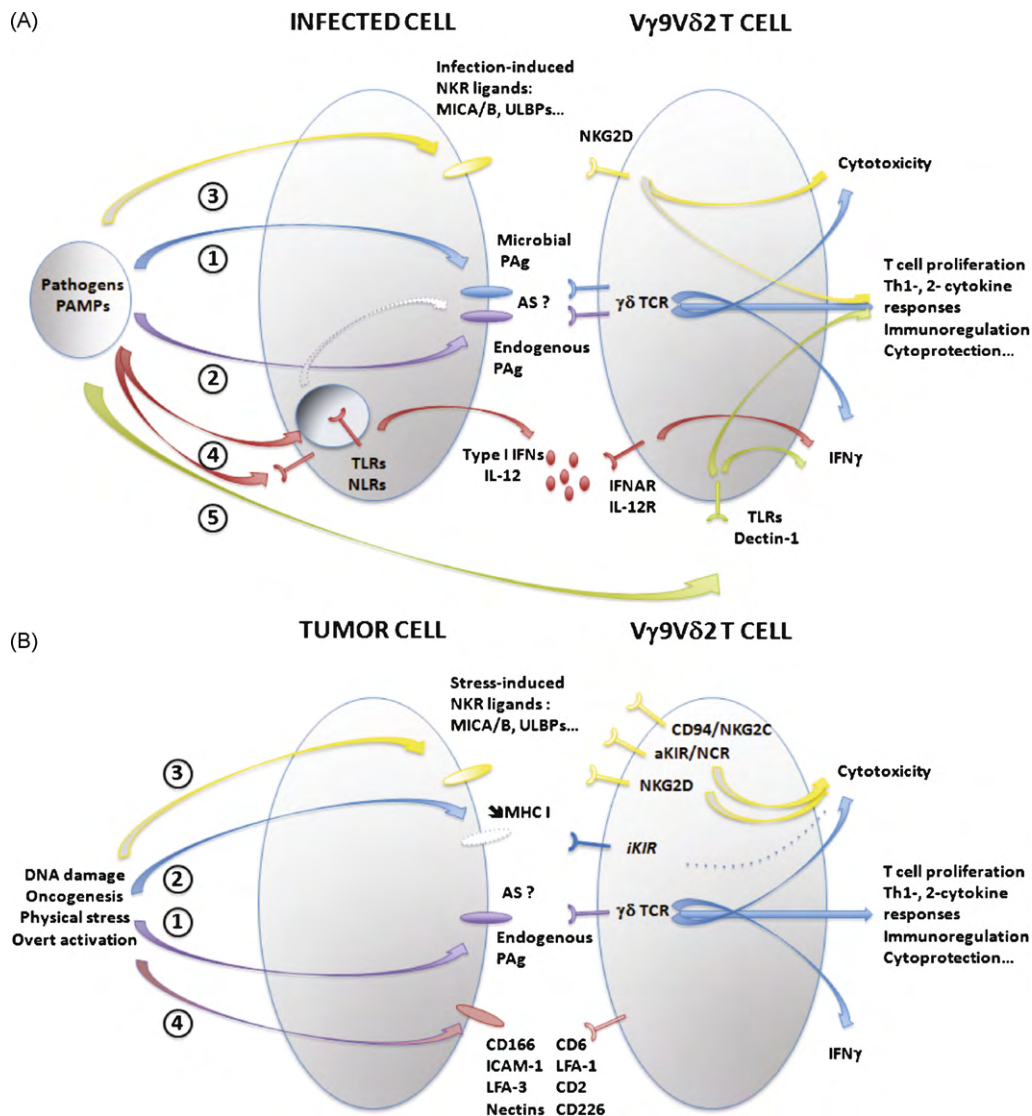 (A)
INFECTED CELL
Vγ9Vδ2 T CELL
Infection-induced
NKR ligands:
MICA/B, ULBPs...
NKG2D
Cytotoxicity
③
①
Microbial
PAg
Pathogens
PAMPs
AS ?
γδ TCR
T cell proliferation
Th1-, 2- cytokine
responses
Immunoregulation
Cytoprotection...
Endogenous
PAg
②
④
TLRs
NLRs
Type I IFNs
IL-12
IFNAR
IL-12R
IFNγ
⑤
TLRs
Dectin-1
(B)
TUMOR CELL
Vγ9Vδ2 T CELL
Stress-induced
NKR ligands :
MICA/B, ULBPs...
CD94/NKG2C
aKIR/NCR
NKG2D
Cytotoxicity
③
➘MHC I
iKIR
DNA damage
Oncogenesis
Physical stress
Overt activation
②
①
AS ?
γδ TCR
Endogenous
PAg
T cell proliferation
Th1-, 2-cytokine
responses
Immunoregulation
Cytoprotection...
④
CD166 CD6
ICAM-1 LFA-1
LFA-3 CD2
Nectins CD226
IFNγ